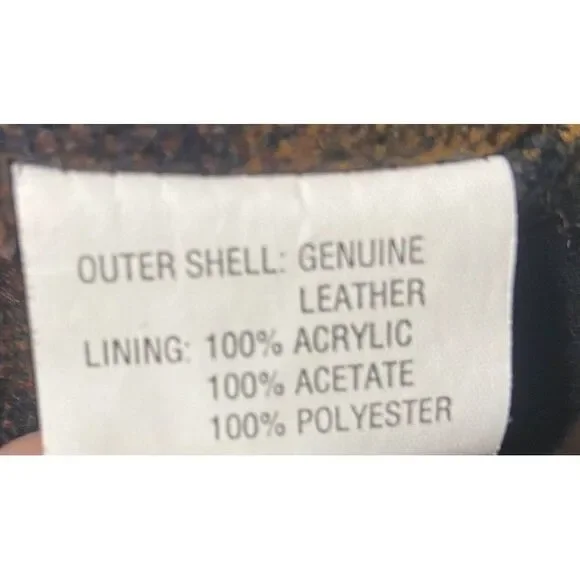 OUTER SHELL: GENUINE
LEATHER
LINING: 100% ACRYLIC
100% ACETATE
100% POLYESTER